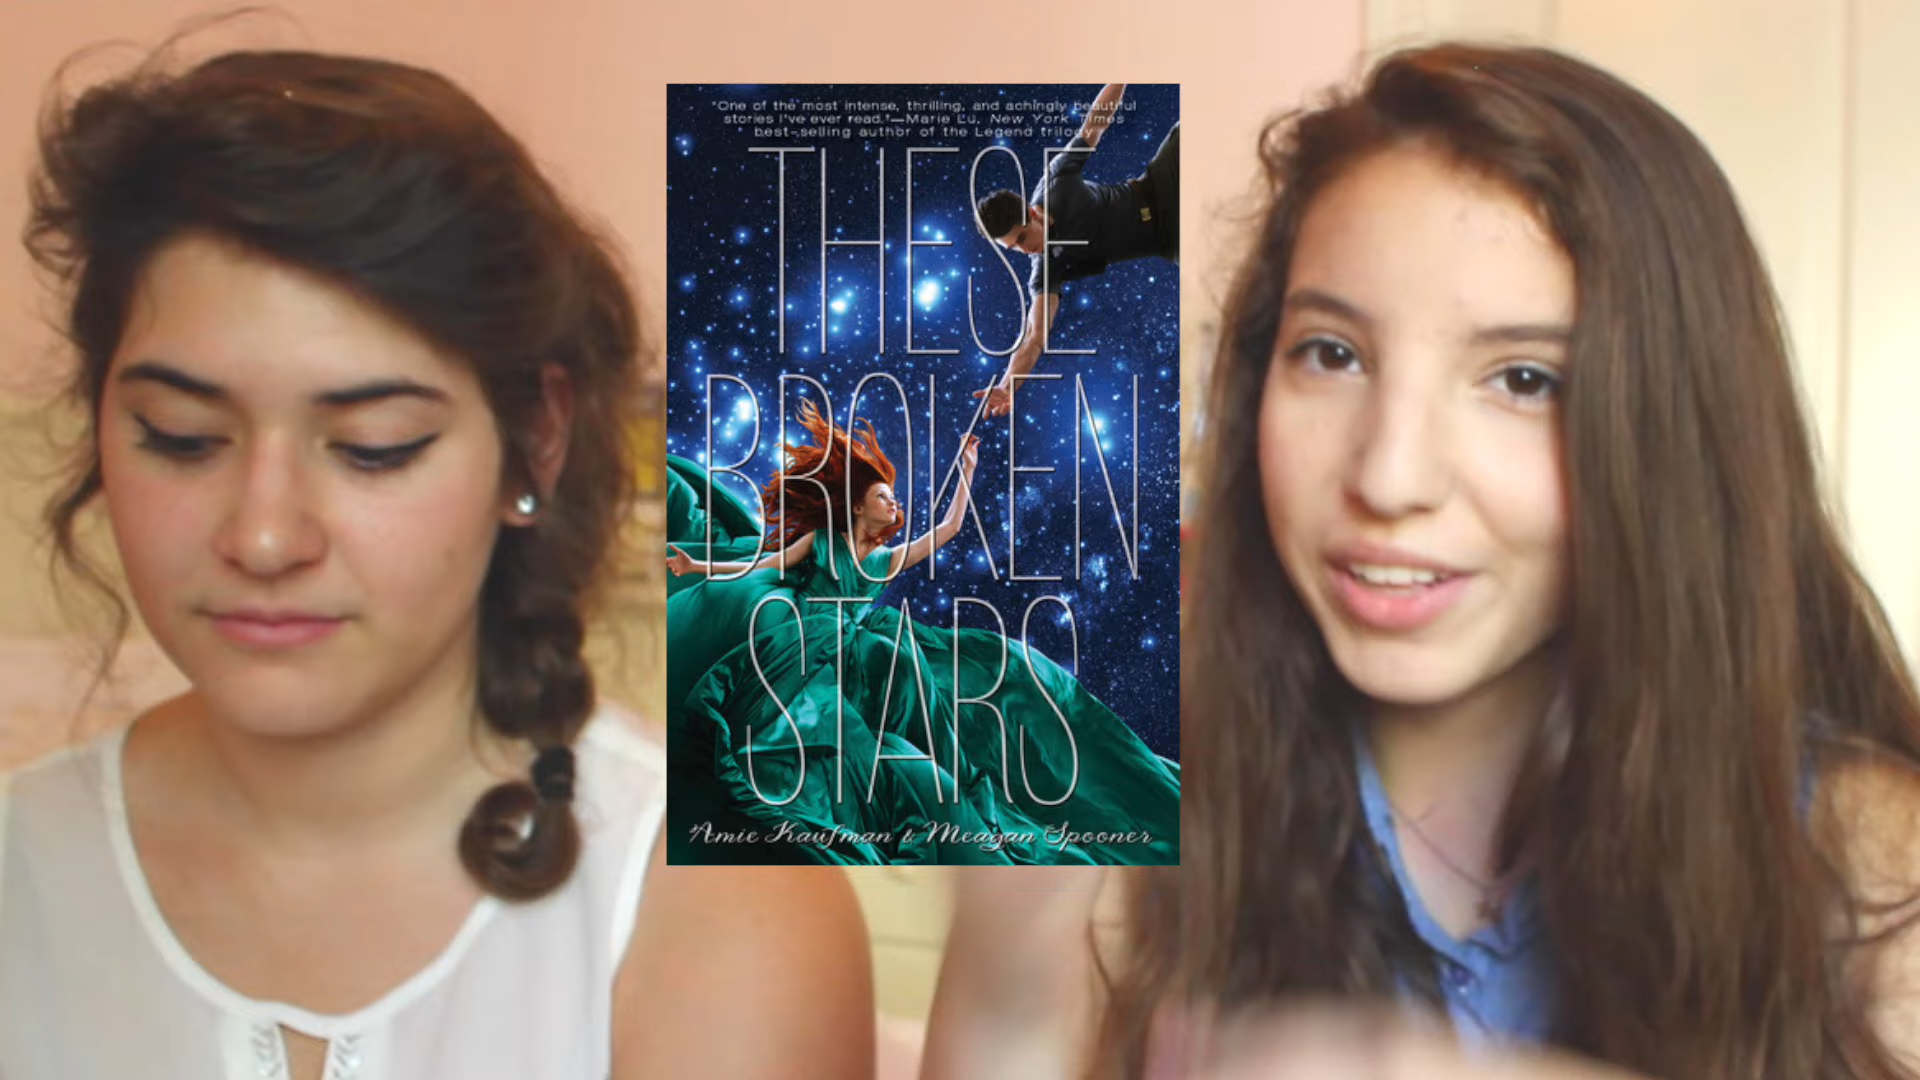 "One of the most intense, thrilling, and achingly beautiful
stories I've ever read."—Marie Lu, New York Times
best-selling author of the Legend trilogy
THESE
BROKEN
STARS
Amie Kaufman & Meagan Spooner